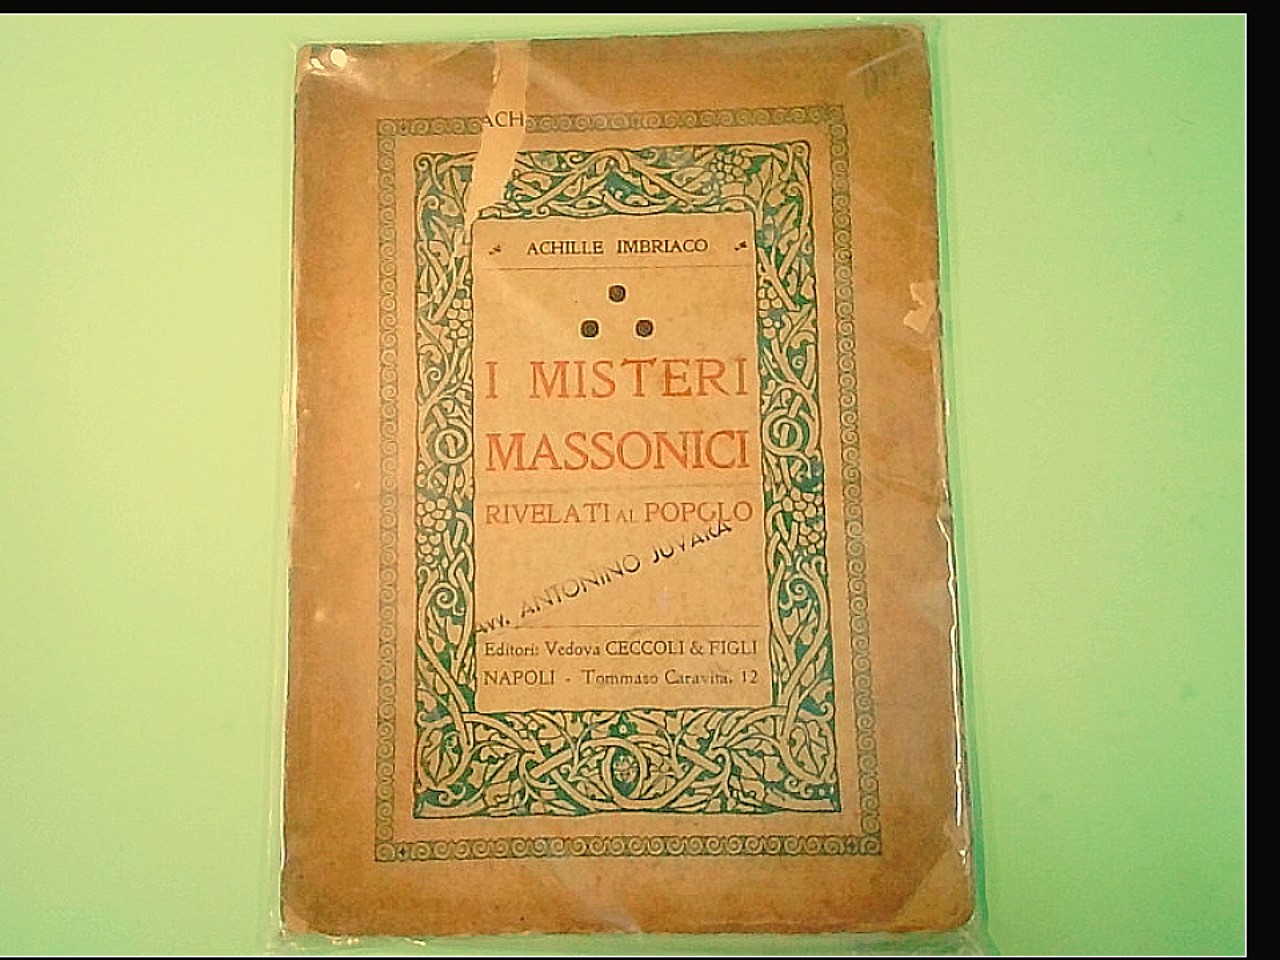 ACH
ACHILLE IMBRIACO
I MISTERI
MASSONICI
RIVELATI AL POPOLO
Avv. ANTONINO JUVARA
Editori: Vedova CECCOLI & FIGLI
NAPOLI - Tommaso Caravita, 12